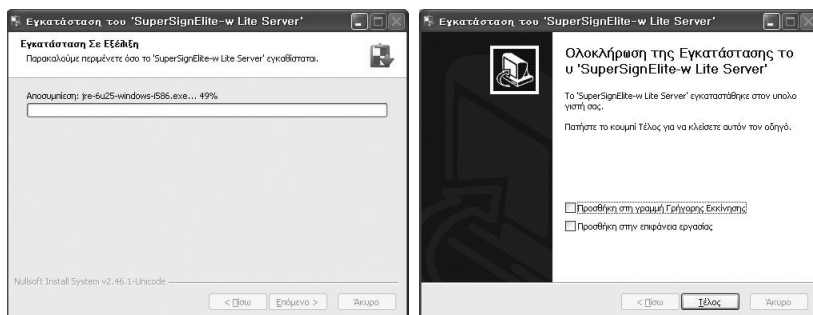 Εγκατάσταση του 'SuperSignElite-w Lite Server'
Εγκατάσταση Σε Εξέλιξη
Παρακαλούμε περιμένετε όσο το 'SuperSignElite-w Lite Server' εγκαθίσταται.
Αποσυμπίεση: jre-6u25-windows-i586.exe... 49%
Nullsoft Install System v2.46.1-Unicode
< Πίσω
Επόμενο >
Άκυρο
Εγκατάσταση του 'SuperSignElite-w Lite Server'
Ολοκλήρωση της Εγκατάστασης το
υ 'SuperSignElite-w Lite Server'
Το 'SuperSignElite-w Lite Server' εγκαταστάθηκε στον υπολο
γιστή σας.
Πατήστε το κουμπί Τέλος για να κλείσετε αυτόν τον οδηγό.
Προσθήκη στη γραμμή Γρήγορης Εκκίνησης
Προσθήκη στην επιφάνεια εργασίας
< Πίσω
Τέλος
Άκυρο